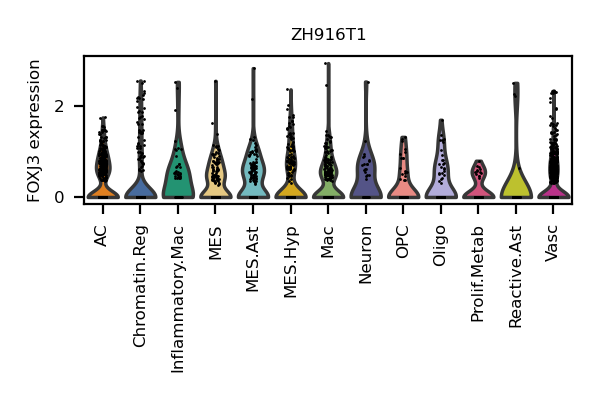 ZH916T1
FOXJ3 expression
2
0
AC
Chromatin.Reg
Inflammatory.Mac
MES
MES.Ast
MES.Hyp
Mac
Neuron
OPC
Oligo
Prolif.Metab
Reactive.Ast
Vasc